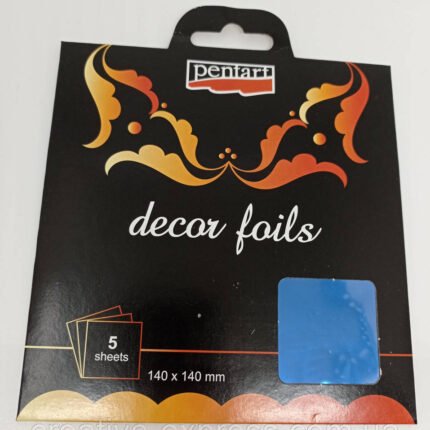 pentart
decor foils
5
sheets
140 x 140 mm